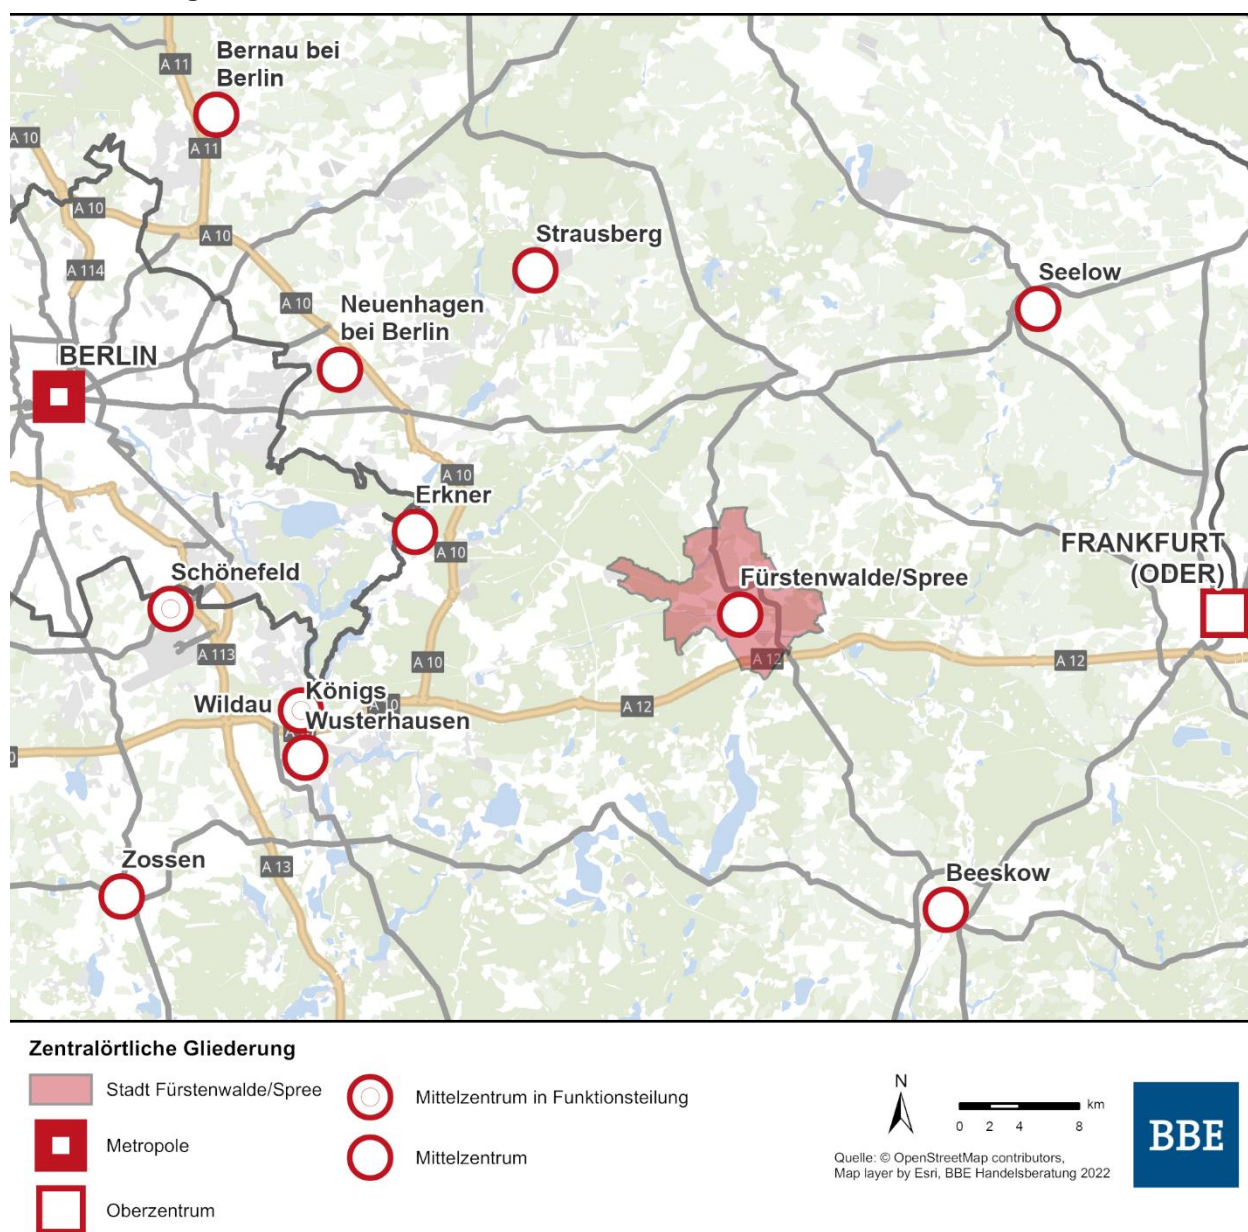 Bernau bei
Berlin
A 11
A 10
A 11
A 10
A 10
A 114
Strausberg
Seelow
A 10
Neuenhagen
bei Berlin
BERLIN
A 10
Erkner
A 10
FRANKFURT
(ODER)
Schönefeld
Fürstenwalde/Spree
A 113
A 10
A 12
A 12
Wildau
Königs
Wusterhausen
A 12
Zossen
A 13
Beeskow
Zentralörtliche Gliederung
Stadt Fürstenwalde/Spree
Metropole
Oberzentrum
Mittelzentrum in Funktionsteilung
Mittelzentrum
N
km
0 2 4 8
Quelle: © OpenStreetMap contributors,
Map layer by Esri, BBE Handelsberatung 2022
BBE